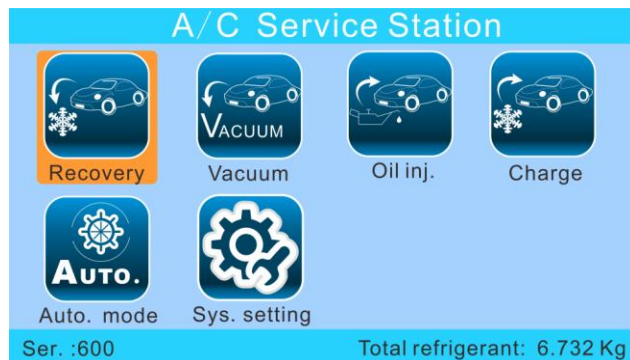 A/C Service Station
VACUUM
Recovery Vacuum Oil inj. Charge
AUTO.
Auto. mode Sys. setting
Ser. :600 Total refrigerant: 6.732 Kg